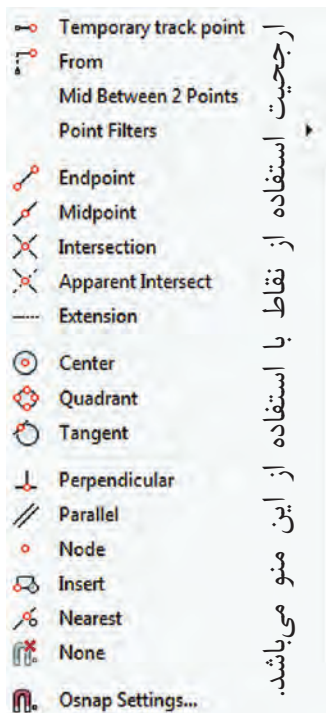 Temporary track point
From
Mid Between 2 Points
Point Filters
Endpoint
Midpoint
Intersection
Apparent Intersect
Extension
Center
Quadrant
Tangent
Perpendicular
Parallel
Node
Insert
Nearest
None
Osnap Settings...
ارجحیت استفاده از نقاط با استفاده از این منو می‌باشد.